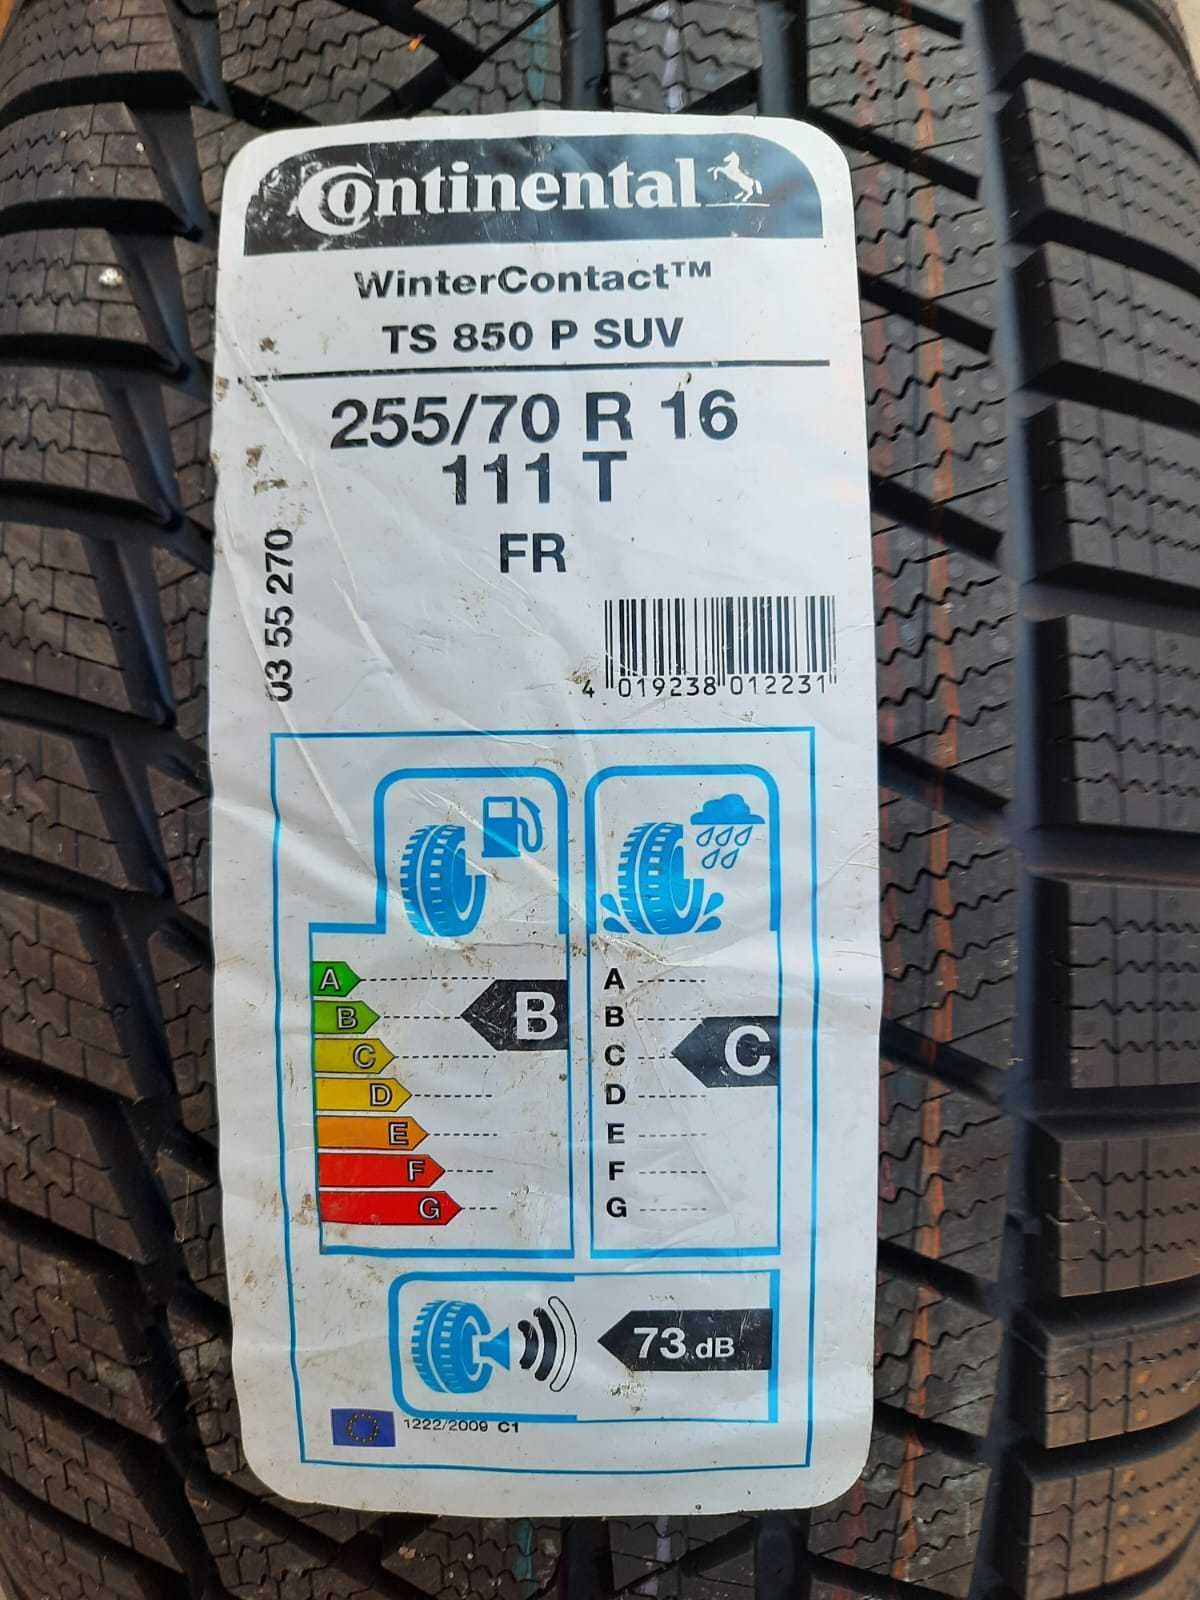 Continental
WinterContact™
TS 850 P SUV
255/70 R 16
111 T
FR
03 55 270
4 019238 012231
A
B
C
D
E
F
G
B
A
B
C
D
E
F
G
C
73 dB
1222/2009 C1